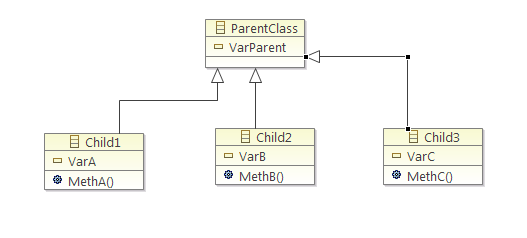 ParentClass
VarParent
Child1
VarA
MethA()
Child2
VarB
MethB()
Child3
VarC
MethC()